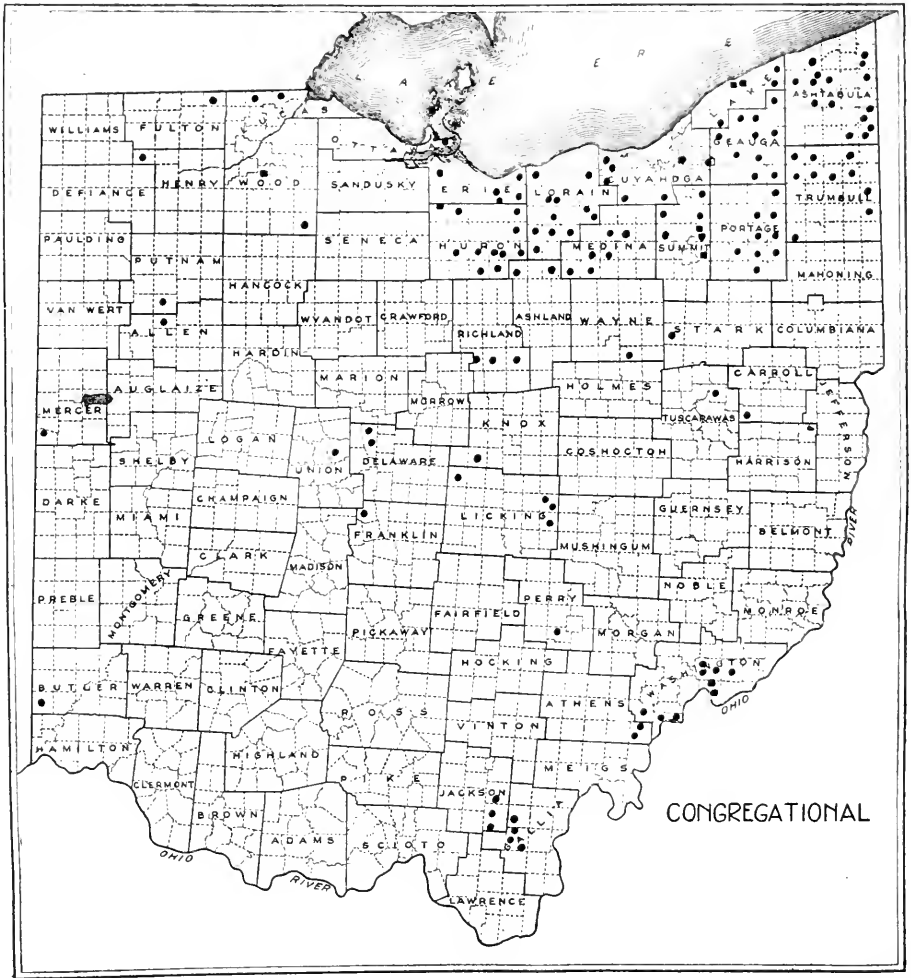 LAKE ERIE
WILLIAMS
FULTON
LUCAS
OTTA
LAKE
ASHTABULA
GEAUGA
DEFIANCE
HENRY
WOOD
SANDUSKY
ERIE
LORAIN
CUYAHOGA
TRUMBULL
PAULDING
PUTNAM
HANCOCK
SENECA
HURON
MEDINA
SUMMIT
PORTAGE
MAHONING
VAN WERT
ALLEN
WYANDOT
CRAWFORD
RICHLAND
ASHLAND
WAYNE
STARK
COLUMBIANA
HARDIN
MERCER
AUGLAIZE
MARION
MORROW
HOLMES
CARROLL
JEFFERSON
KNOX
TUSCARAWAS
LOGAN
UNION
DELAWARE
COSHOCTON
HARRISON
SHELBY
DARKE
MIAMI
CHAMPAIGN
CLARK
LICKING
FRANKLIN
MUSHINGUM
GUERNSEY
BELMONT
RIVER
MADISON
PREBLE
MONTGOMERY
GREENE
FAIRFIELD
PERRY
NOBLE
MONROE
MORGAN
FAYETTE
PICKAWAY
HOCKING
WASHINGTON
BUTLER
WARREN
CLINTON
ROSS
VINTON
ATHENS
OHIO
HAMILTON
HIGHLAND
MEIGS
CLERMONT
PIKE
JACKSON
GALLIA
CONGREGATIONAL
BROWN
ADAMS
SCIOTO
OHIO
RIVER
LAWRENCE